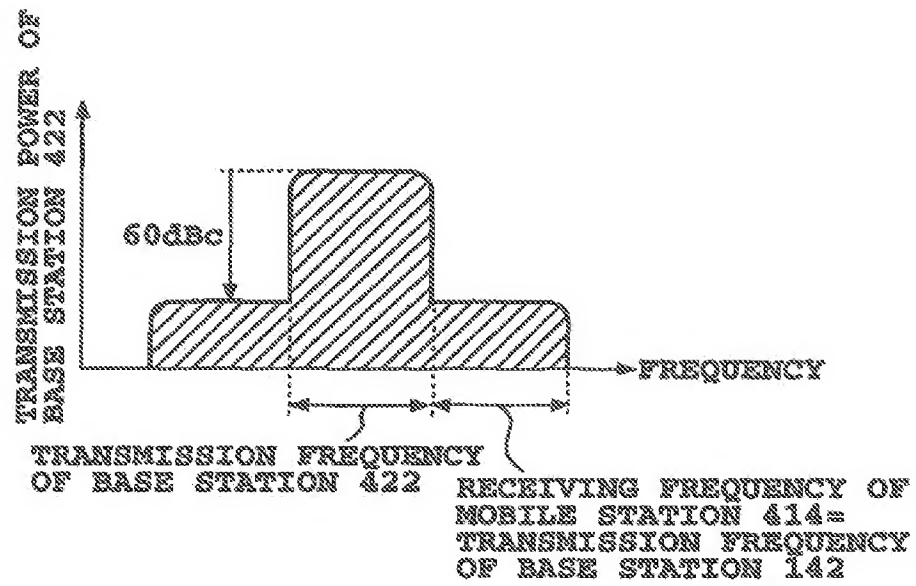 TRANSMISSION POWER OF
BASE STATION 422
60dBc
FREQUENCY
TRANSMISSION FREQUENCY
OF BASE STATION 422
RECEIVING FREQUENCY OF
MOBILE STATION 414=
TRANSMISSION FREQUENCY
OF BASE STATION 142